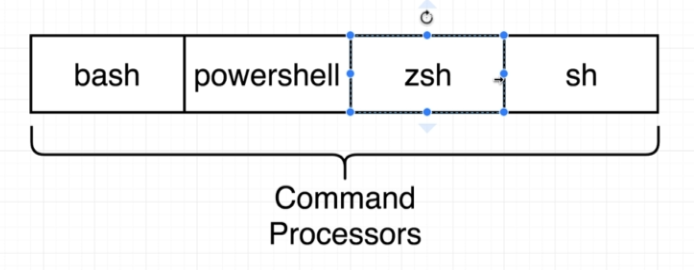 bash powershell zsh sh
Command
Processors